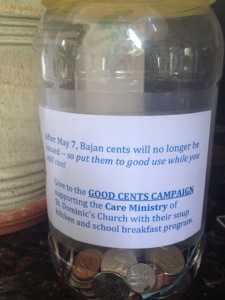 After May 7, Bajan cents will no longer be
issued -- so put them to good use while you
still can!
Give to the GOOD CENTS CAMPAIGN
supporting the Care Ministry of
St. Dominic's Church with their soup
kitchen and school breakfast program.